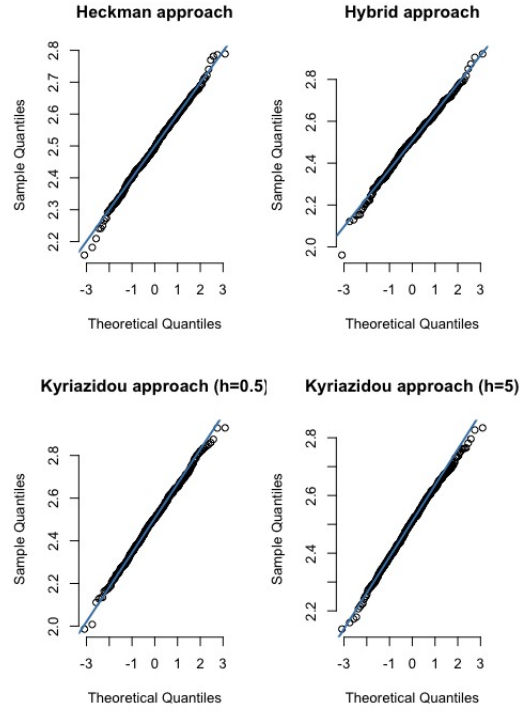 Heckman approach
Sample Quantiles
2.2 2.3 2.4 2.5 2.6 2.7 2.8
-3 -1 0 1 2 3
Theoretical Quantiles
Hybrid approach
Sample Quantiles
2.0 2.2 2.4 2.6 2.8
-3 -1 0 1 2 3
Theoretical Quantiles
Kyriazidou approach (h=0.5)
Sample Quantiles
2.0 2.2 2.4 2.6 2.8
-3 -1 0 1 2 3
Theoretical Quantiles
Kyriazidou approach (h=5)
Sample Quantiles
2.2 2.4 2.6 2.8
-3 -1 0 1 2 3
Theoretical Quantiles